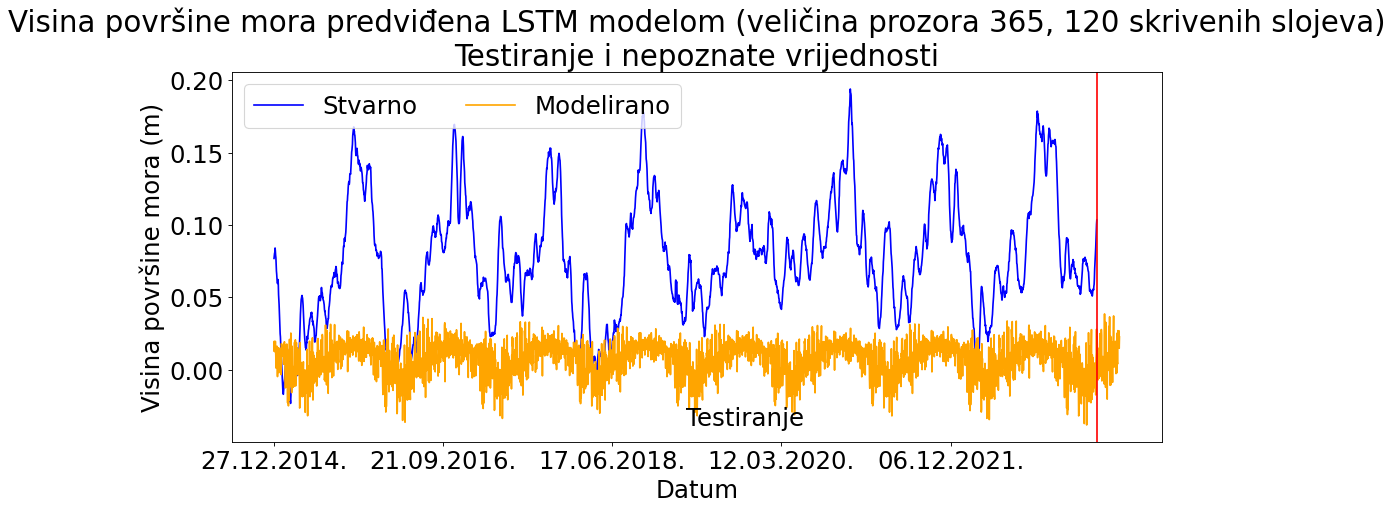 Visina površine mora predviđena LSTM modelom (veličina prozora 365, 120 skrivenih slojeva)
Testiranje i nepoznate vrijednosti
Visina površine mora (m)
0.20
0.15
0.10
0.05
0.00
Stvarno
Modelirano
Testiranje
27.12.2014.
21.09.2016.
17.06.2018.
12.03.2020.
06.12.2021.
Datum